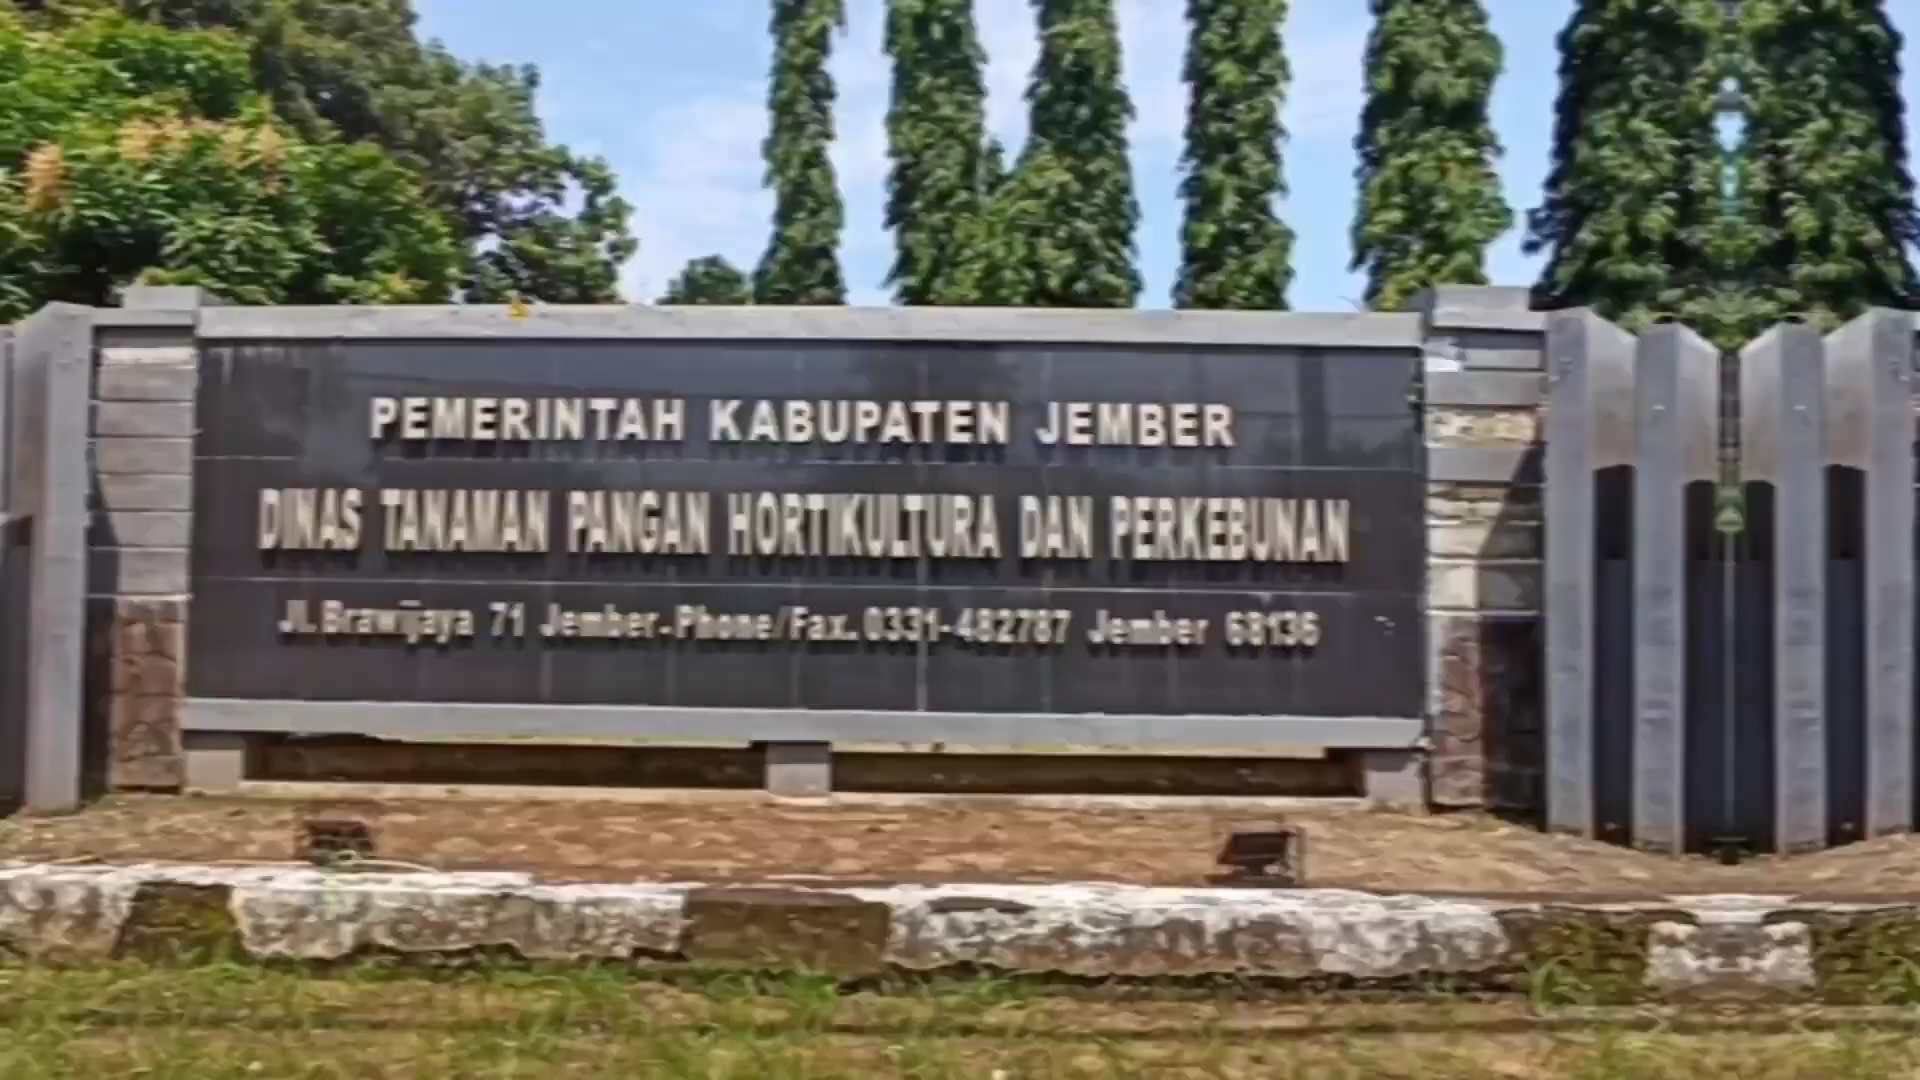 PEMERINTAH KABUPATEN JEMBER
DINAS TANAMAN PANGAN HORTIKULTURA DAN PERKEBUNAN
Jl. Brawijaya 71 Jember-Phone/Fax. 0331-482787 Jember 68136